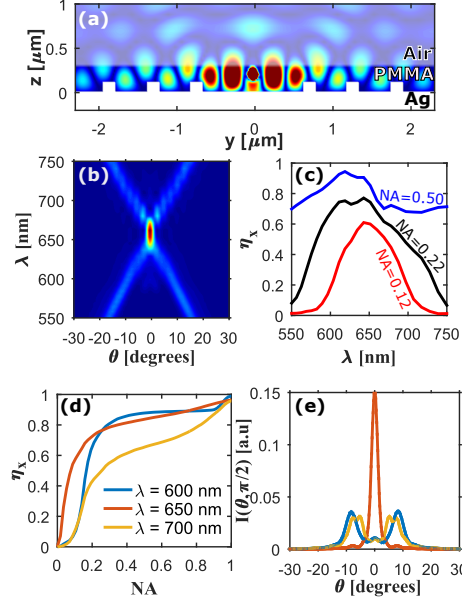 (a)
1
0.5
0
z [μm]
Air
PMMA
Ag
-2 -1 0 1 2
y [μm]
(b)
750
700
650
600
550
λ (nm)
-30 -20 -10 0 10 20 30
θ [degrees]
(c)
1
0.8
0.6
0.4
0.2
0
ηx
NA=0.50
NA=0.22
NA=0.12
550 600 650 700 750
λ [nm]
(d)
1
0.8
0.6
0.4
0.2
0
ηx
λ = 600 nm
λ = 650 nm
λ = 700 nm
0 0.2 0.4 0.6 0.8 1
NA
(e)
0.15
0.1
0.05
0
I(θ,π/2) [a.u]
-30 -20 -10 0 10 20 30
θ [degrees]